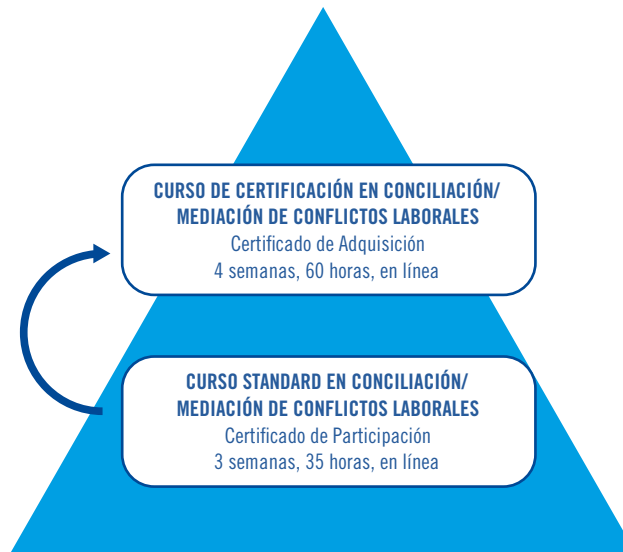 CURSO DE CERTIFICACIÓN EN CONCILIACIÓN/
MEDIACIÓN DE CONFLICTOS LABORALES
Certificado de Adquisición
4 semanas, 60 horas, en línea
CURSO STANDARD EN CONCILIACIÓN/
MEDIACIÓN DE CONFLICTOS LABORALES
Certificado de Participación
3 semanas, 35 horas, en línea